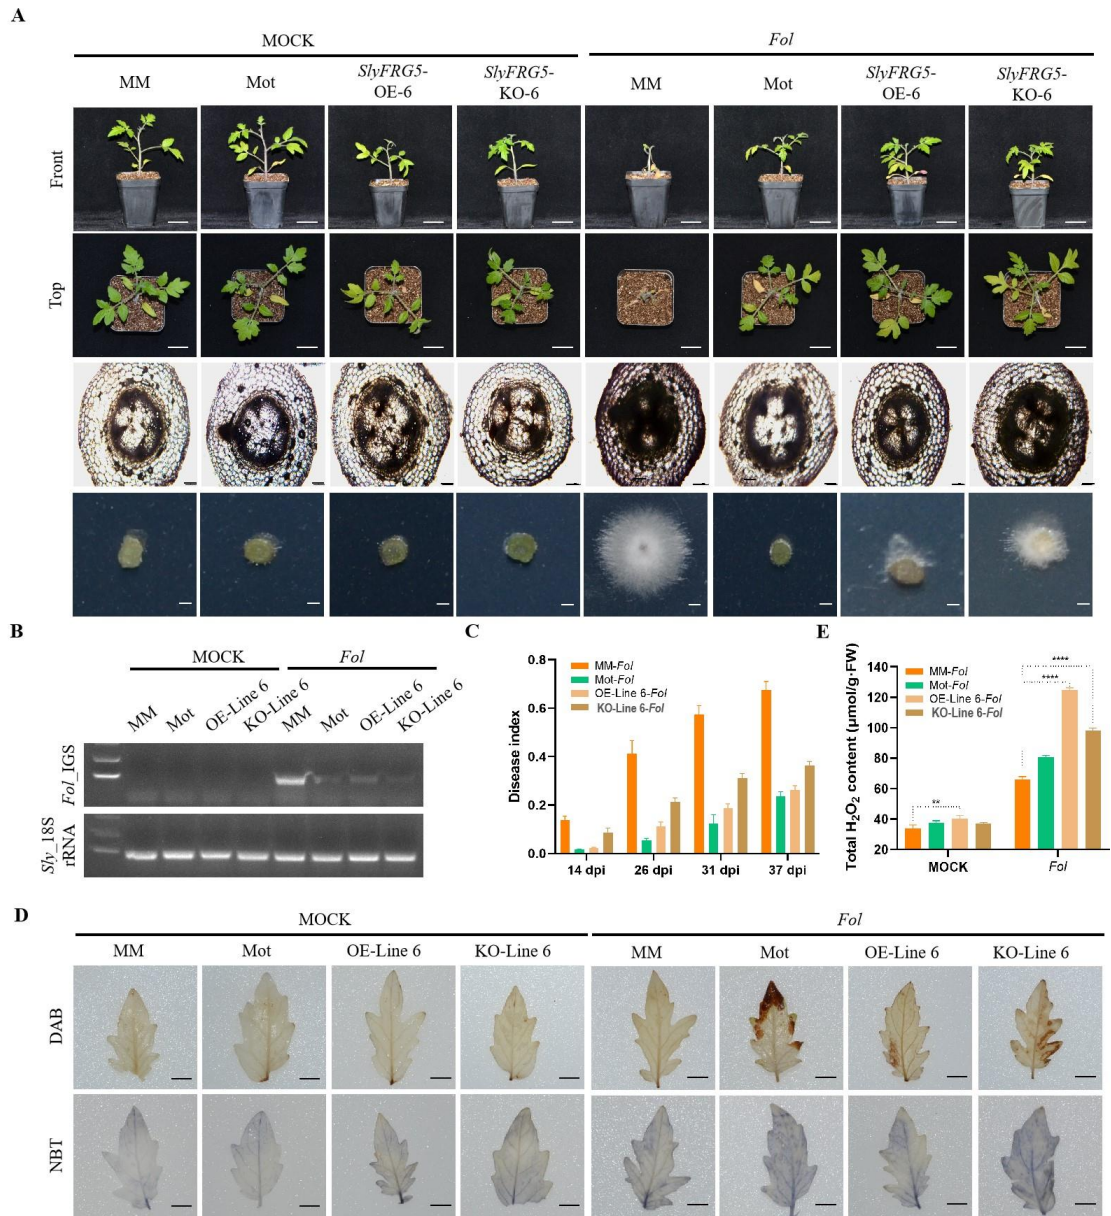 A
MOCK
Fol
MM
Mot
SlyFRG5-
OE-6
SlyFRG5-
KO-6
MM
Mot
SlyFRG5-
OE-6
SlyFRG5-
KO-6
Front
Top
B
MOCK
Fol
MM
Mot
OE-Line 6
KO-Line 6
MM
Mot
OE-Line 6
KO-Line 6
Fol_IGS
Sly_18S
rRNA
C
Disease index
0.8
0.6
0.4
0.2
0.0
MM-Fol
Mot-Fol
OE-Line 6-Fol
KO-Line 6-Fol
14 dpi
26 dpi
31 dpi
37 dpi
E
Total H₂O₂ content (μmol/g·FW)
140
120
100
80
60
40
20
MM-Fol
Mot-Fol
OE-Line 6-Fol
KO-Line 6-Fol
**
****
****
MOCK
Fol
D
MOCK
Fol
MM
Mot
OE-Line 6
KO-Line 6
MM
Mot
OE-Line 6
KO-Line 6
DAB
NBT